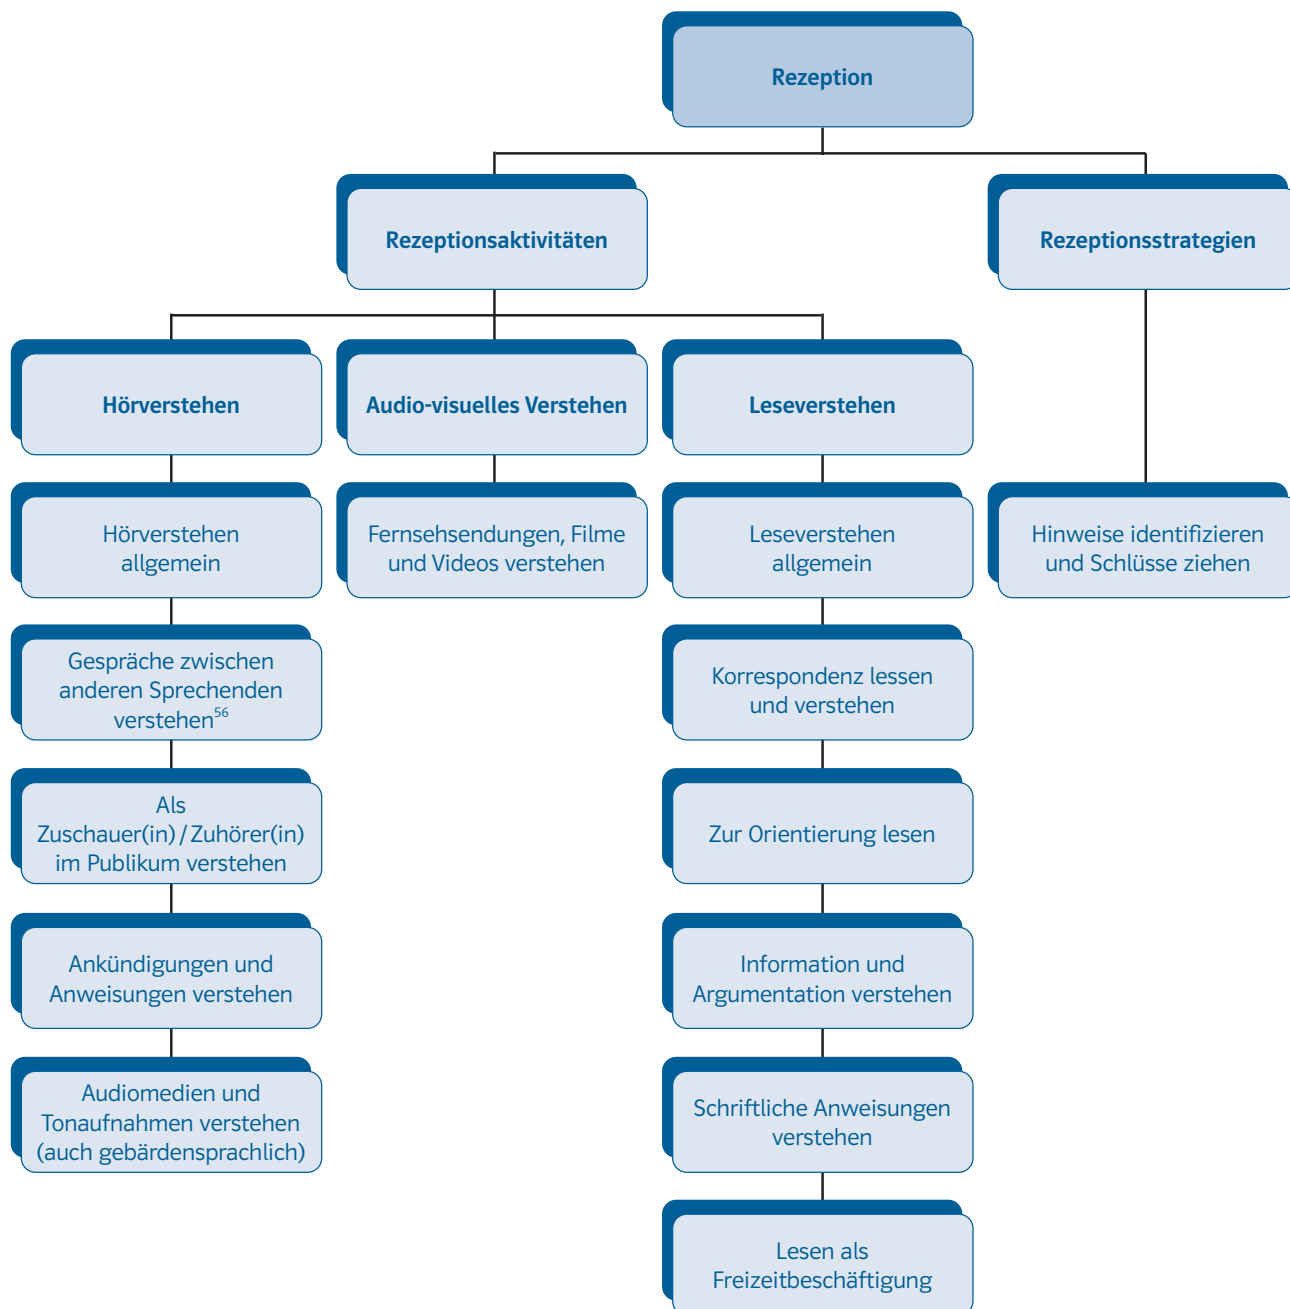 Rezeption
Rezeptionsaktivitäten
Rezeptionsstrategien
Hörverstehen
Audio-visuelles Verstehen
Leseverstehen
Hörverstehen
allgemein
Fernsehsendungen, Filme
und Videos verstehen
Leseverstehen
allgemein
Hinweise identifizieren
und Schlüsse ziehen
Gespräche zwischen
anderen Sprechenden
verstehen⁵⁶
Korrespondenz lessen
und verstehen
Als
Zuschauer(in) / Zuhörer(in)
im Publikum verstehen
Zur Orientierung lesen
Ankündigungen und
Anweisungen verstehen
Information und
Argumentation verstehen
Audiomedien und
Tonaufnahmen verstehen
(auch gebärdensprachlich)
Schriftliche Anweisungen
verstehen
Lesen als
Freizeitbeschäftigung